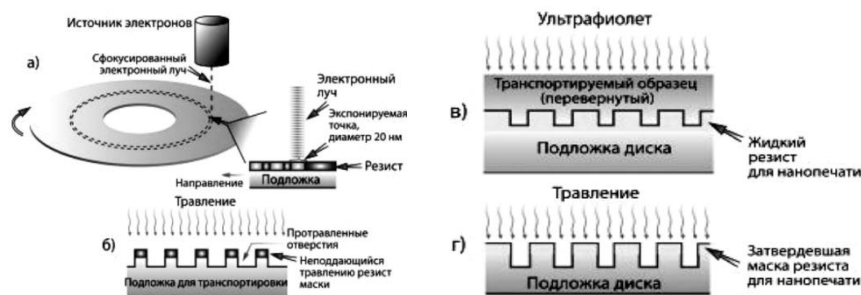 Источник электронов
Сфокусированный
электронный луч
а)
Электронный
луч
Экспонируемая
точка,
диаметр 20 нм
Резист
Направление
Подложка
Травление
б)
Протравленные
отверстия
Неподдающийся
травлению резист
маски
Подложка для транспортировки
Ультрафиолет
Транспортируемый образец
(перевернутый)
в)
Подложка диска
Жидкий
резист
для нанопечати
Травление
г)
Подложка диска
Затвердевшая
маска резиста
для нанопечати